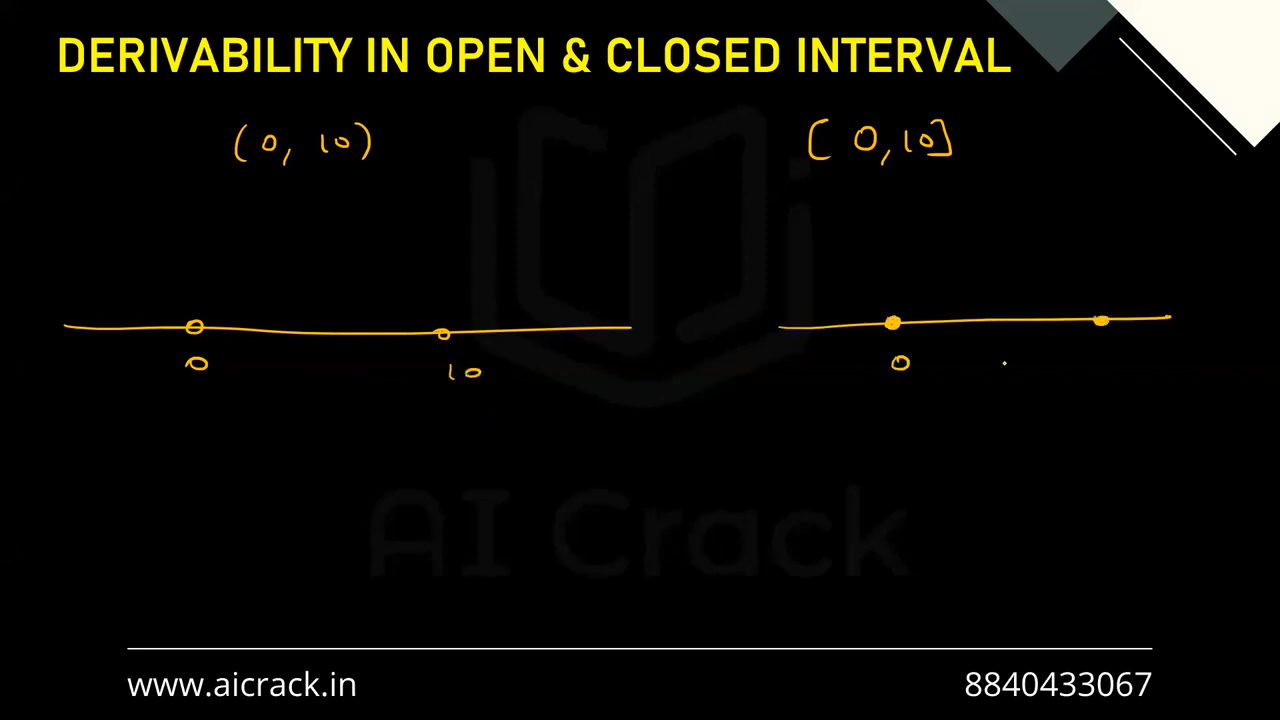 DERIVABILITY IN OPEN & CLOSED INTERVAL
(0, 10) [0,10]
0 10 0
AI Crack
www.aicrack.in 8840433067